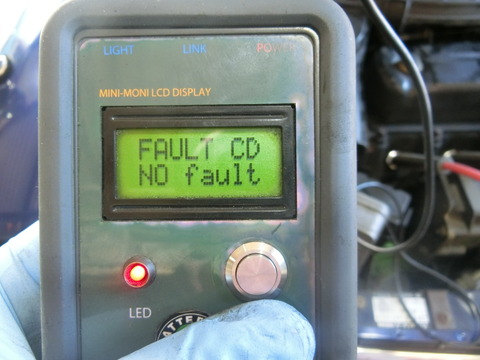 LIGHT LINK POWER
MINI-MONI LCD DISPLAY
FAULT CD
NO fault
LED